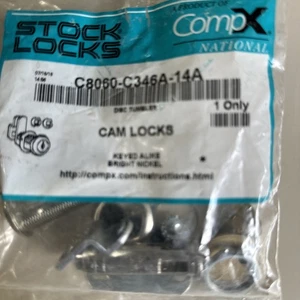 STOCK
LOCKS
A PRODUCT OF
CompX
NATIONAL
C8060-C346A-14A
DISC TUMBLER
1 Only
CAM LOCKS
KEYED ALIKE
BRIGHT NICKEL
http://compx.com/instructions.html